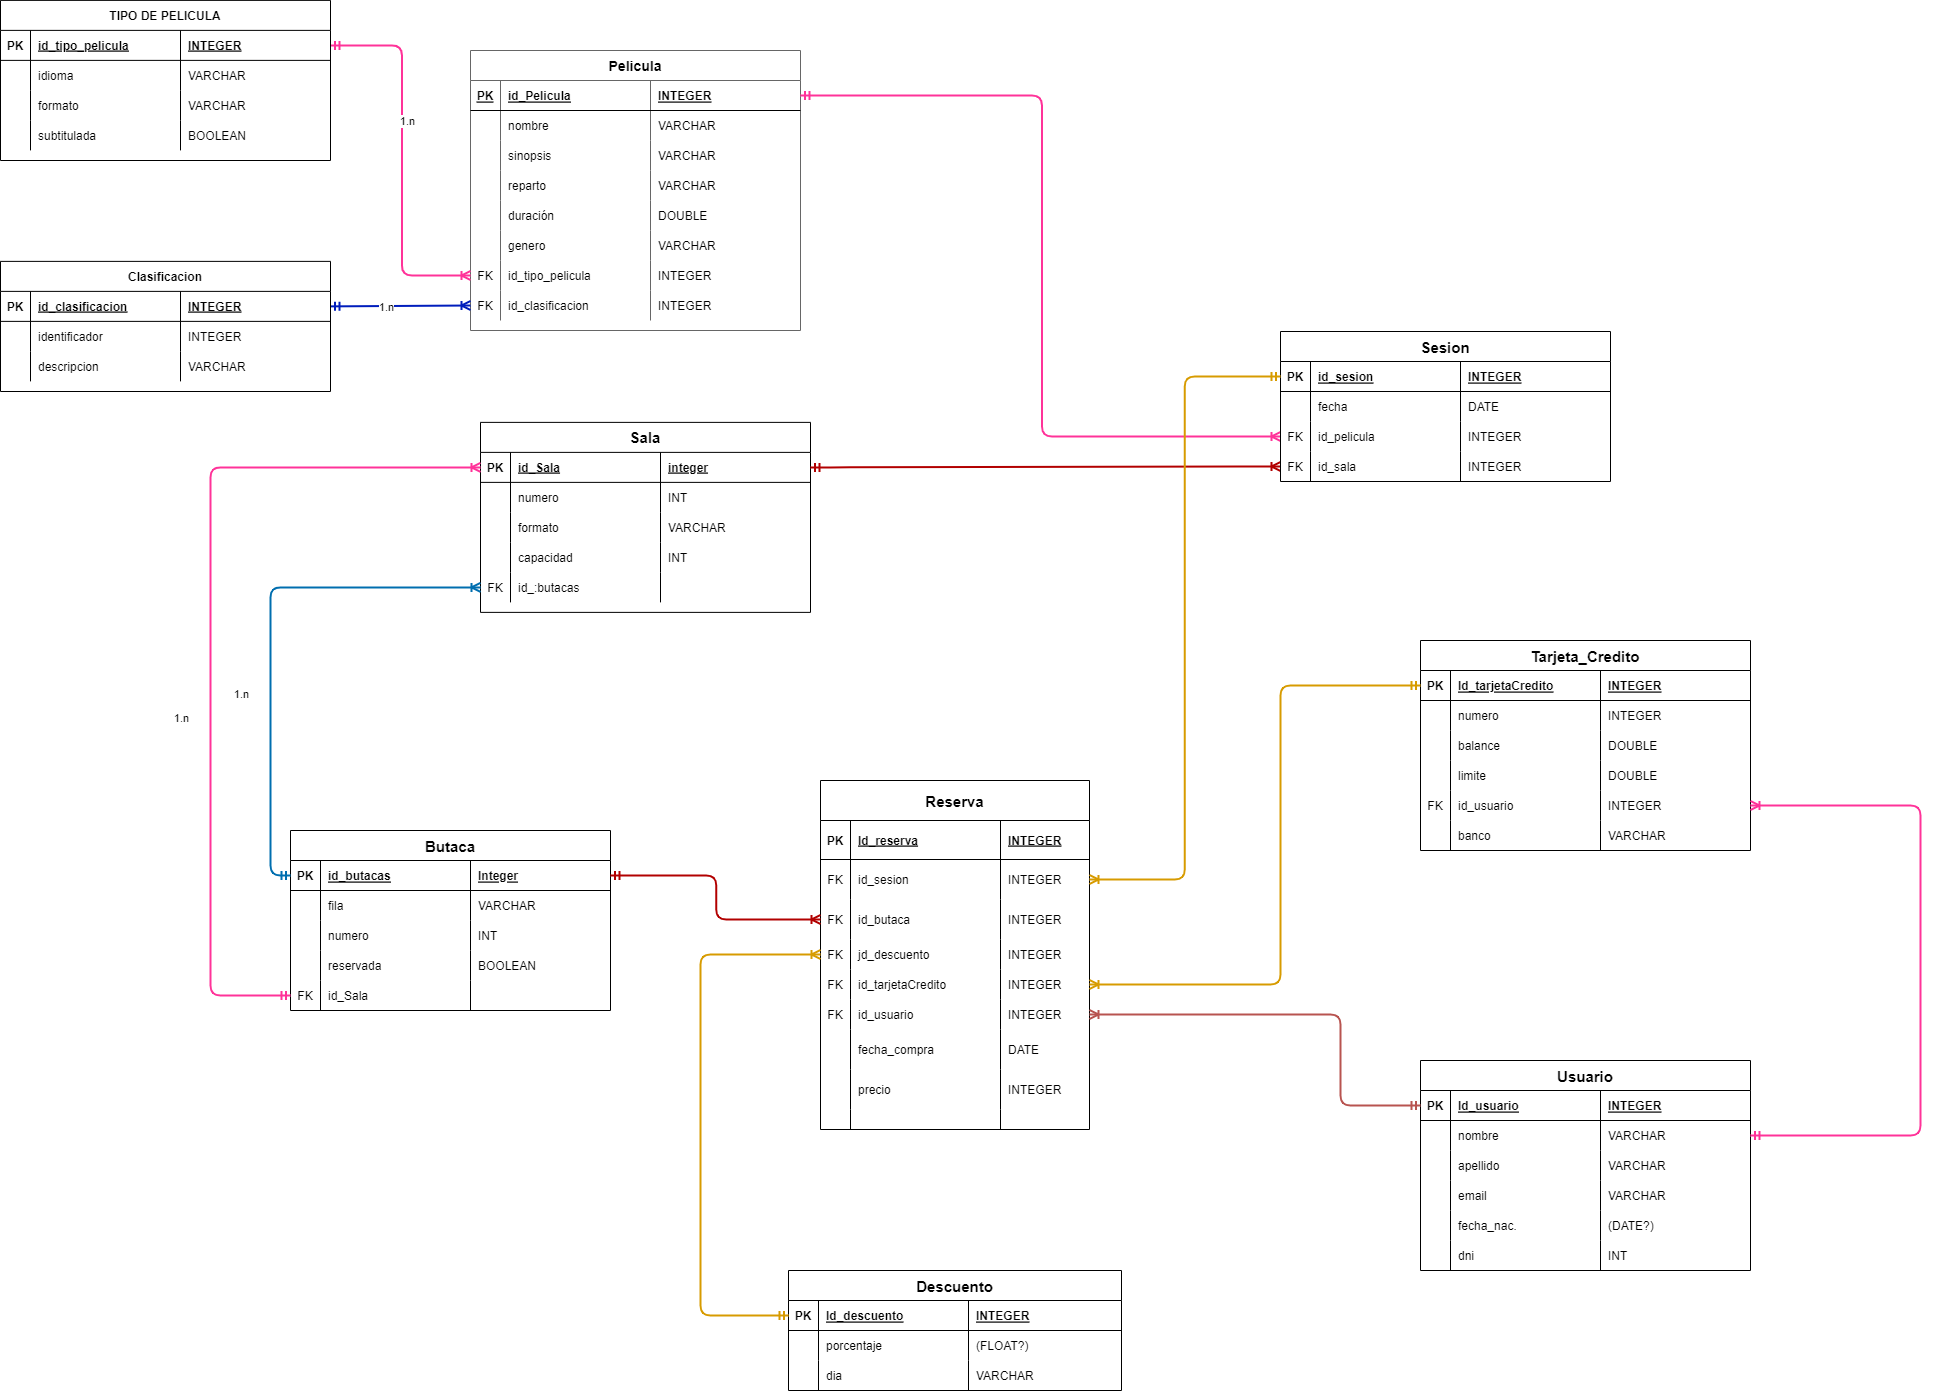 TIPO DE PELICULA
PK id_tipo_pelicula INTEGER
idioma VARCHAR
formato VARCHAR
subtitulada BOOLEAN
1.n
Pelicula
PK id_Pelicula INTEGER
nombre VARCHAR
sinopsis VARCHAR
reparto VARCHAR
duración DOUBLE
genero VARCHAR
FK id_tipo_pelicula INTEGER
FK id_clasificacion INTEGER
Clasificacion
PK id_clasificacion INTEGER
identificador INTEGER
descripcion VARCHAR
1.n
Sesion
PK id_sesion INTEGER
fecha DATE
FK id_pelicula INTEGER
FK id_sala INTEGER
Sala
PK id_Sala integer
numero INT
formato VARCHAR
capacidad INT
FK id_:butacas
1.n
1.n
Tarjeta_Credito
PK Id_tarjetaCredito INTEGER
numero INTEGER
balance DOUBLE
limite DOUBLE
FK id_usuario INTEGER
banco VARCHAR
Butaca
PK id_butacas Integer
fila VARCHAR
numero INT
reservada BOOLEAN
FK id_Sala
Reserva
PK Id_reserva INTEGER
FK id_sesion INTEGER
FK id_butaca INTEGER
FK jd_descuento INTEGER
FK id_tarjetaCredito INTEGER
FK id_usuario INTEGER
fecha_compra DATE
precio INTEGER
Usuario
PK Id_usuario INTEGER
nombre VARCHAR
apellido VARCHAR
email VARCHAR
fecha_nac. (DATE?)
dni INT
Descuento
PK Id_descuento INTEGER
porcentaje (FLOAT?)
dia VARCHAR